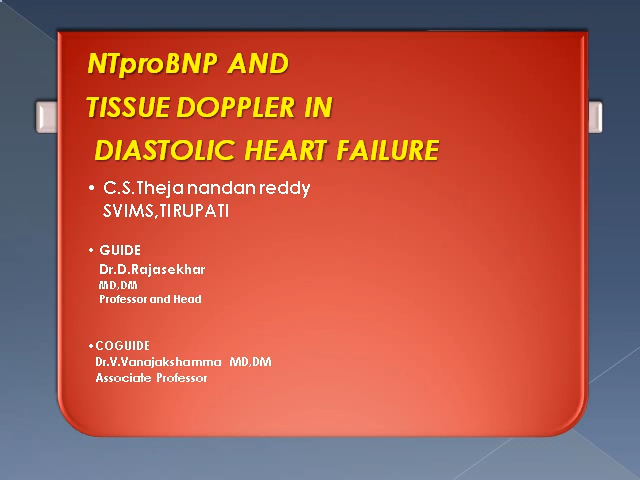 NTproBNP AND
TISSUE DOPPLER IN
DIASTOLIC HEART FAILURE
• C.S.Theja nandan reddy
SVIMS,TIRUPATI
• GUIDE
Dr.D.Rajasekhar
MD,DM
Professor and Head
•COGUIDE
Dr.V.Vanajakshamma MD,DM
Associate Professor